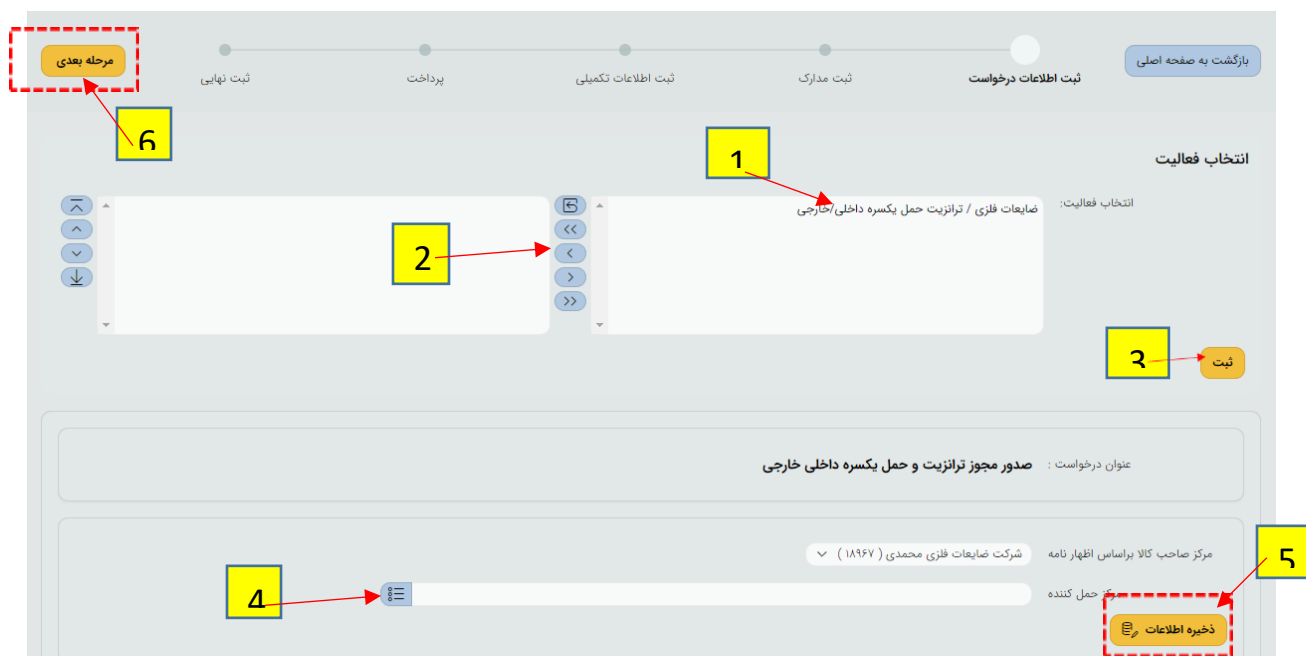 بازگشت به صفحه اصلی
ثبت اطلاعات درخواست
ثبت مدارک
ثبت اطلاعات تکمیلی
پرداخت
ثبت نهایی
مرحله بعدی
6
1
انتخاب فعالیت
انتخاب فعالیت:
ضایعات فلزی / ترانزیت حمل یکسره داخلی/خارجی
2
3
ثبت
عنوان درخواست : صدور مجوز ترانزیت و حمل یکسره داخلی خارجی
مرکز صاحب کالا براساس اظهار نامه
شرکت ضایعات فلزی محمدی ( ۱۸۹۶۷ )
5
مرکز حمل کننده
4
ذخیره اطلاعات